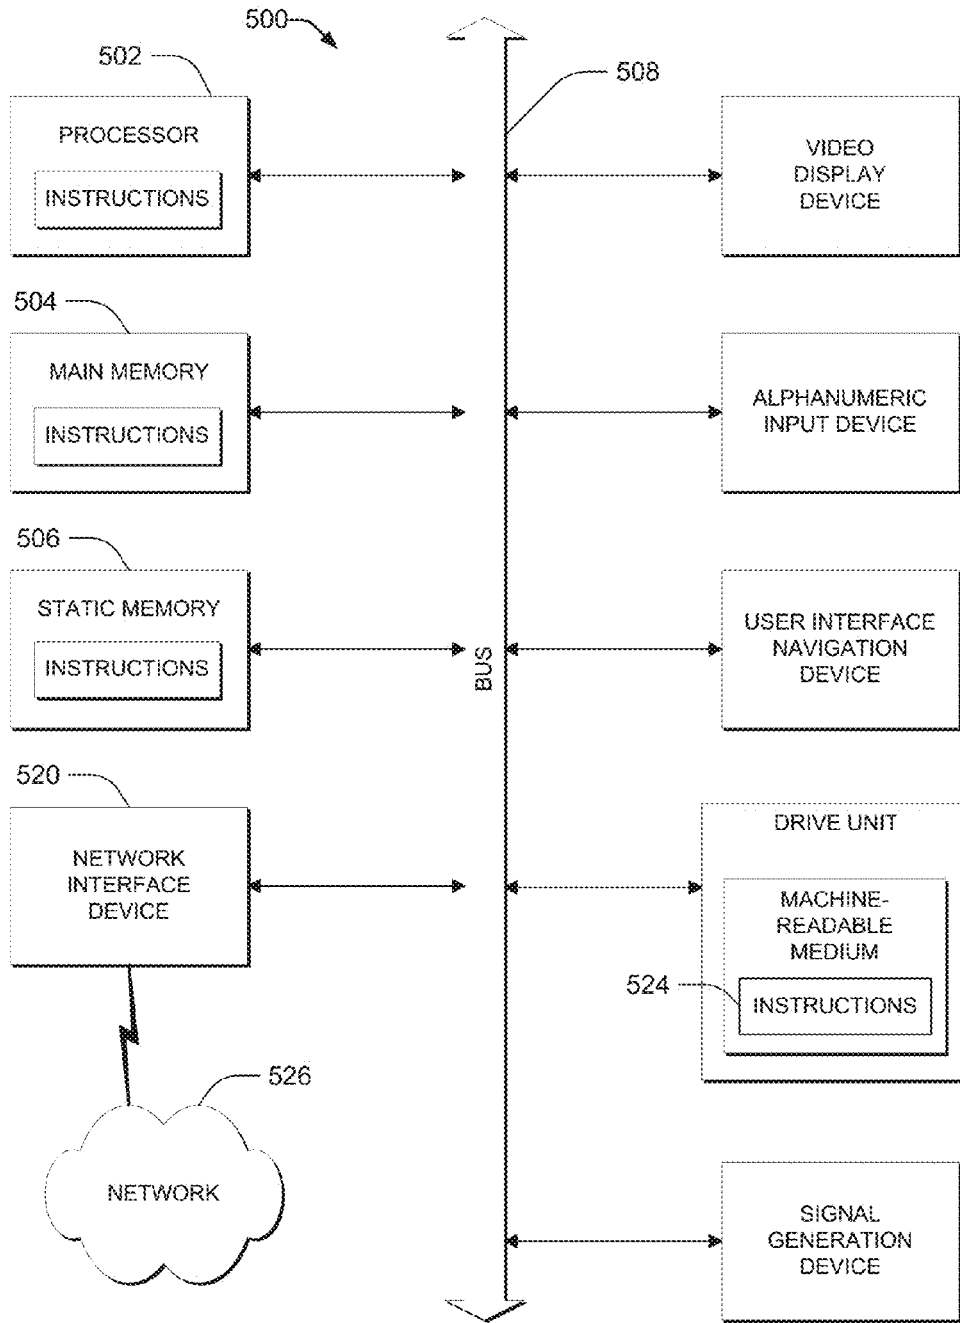 500
502
PROCESSOR
INSTRUCTIONS
504
MAIN MEMORY
INSTRUCTIONS
506
STATIC MEMORY
INSTRUCTIONS
520
NETWORK
INTERFACE
DEVICE
526
NETWORK
508
BUS
VIDEO
DISPLAY
DEVICE
ALPHANUMERIC
INPUT DEVICE
USER INTERFACE
NAVIGATION
DEVICE
DRIVE UNIT
MACHINE-
READABLE
MEDIUM
524
INSTRUCTIONS
SIGNAL
GENERATION
DEVICE